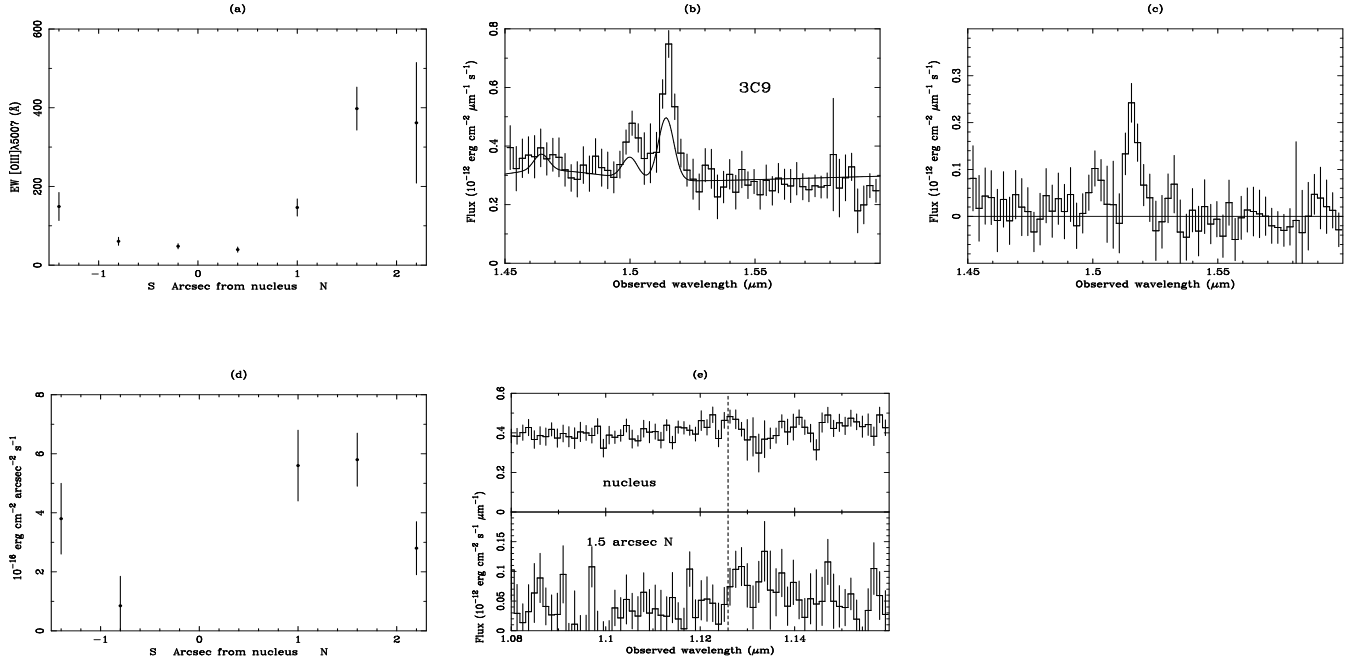 (a)
EW [OIII]λ5007 (Å)
600
400
200
0
−1
0
1
2
S Arcsec from nucleus N
(b)
Flux (10⁻¹² erg cm⁻² μm⁻¹ s⁻¹)
0.8
0.6
0.4
0.2
0
3C9
1.45
1.5
1.55
Observed wavelength (μm)
(c)
Flux (10⁻¹² erg cm⁻² μm⁻¹ s⁻¹)
0.3
0.2
0.1
0
1.45
1.5
1.55
Observed wavelength (μm)
(d)
10⁻¹⁶ erg cm⁻² arcsec⁻² s⁻¹
8
6
4
2
0
−1
0
1
2
S Arcsec from nucleus N
(e)
Flux (10⁻¹² erg cm⁻² s⁻¹ μm⁻¹)
0.6
0.4
0.2
0
nucleus
1.5 arcsec N
0.15
0.1
0.05
0
1.08
1.1
1.12
1.14
Observed wavelength (μm)